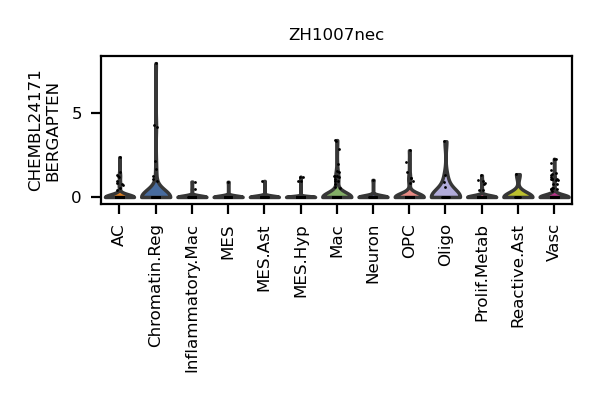 ZH1007nec
CHEMBL24171
BERGAPTEN
5
0
AC
Chromatin.Reg
Inflammatory.Mac
MES
MES.Ast
MES.Hyp
Mac
Neuron
OPC
Oligo
Prolif.Metab
Reactive.Ast
Vasc